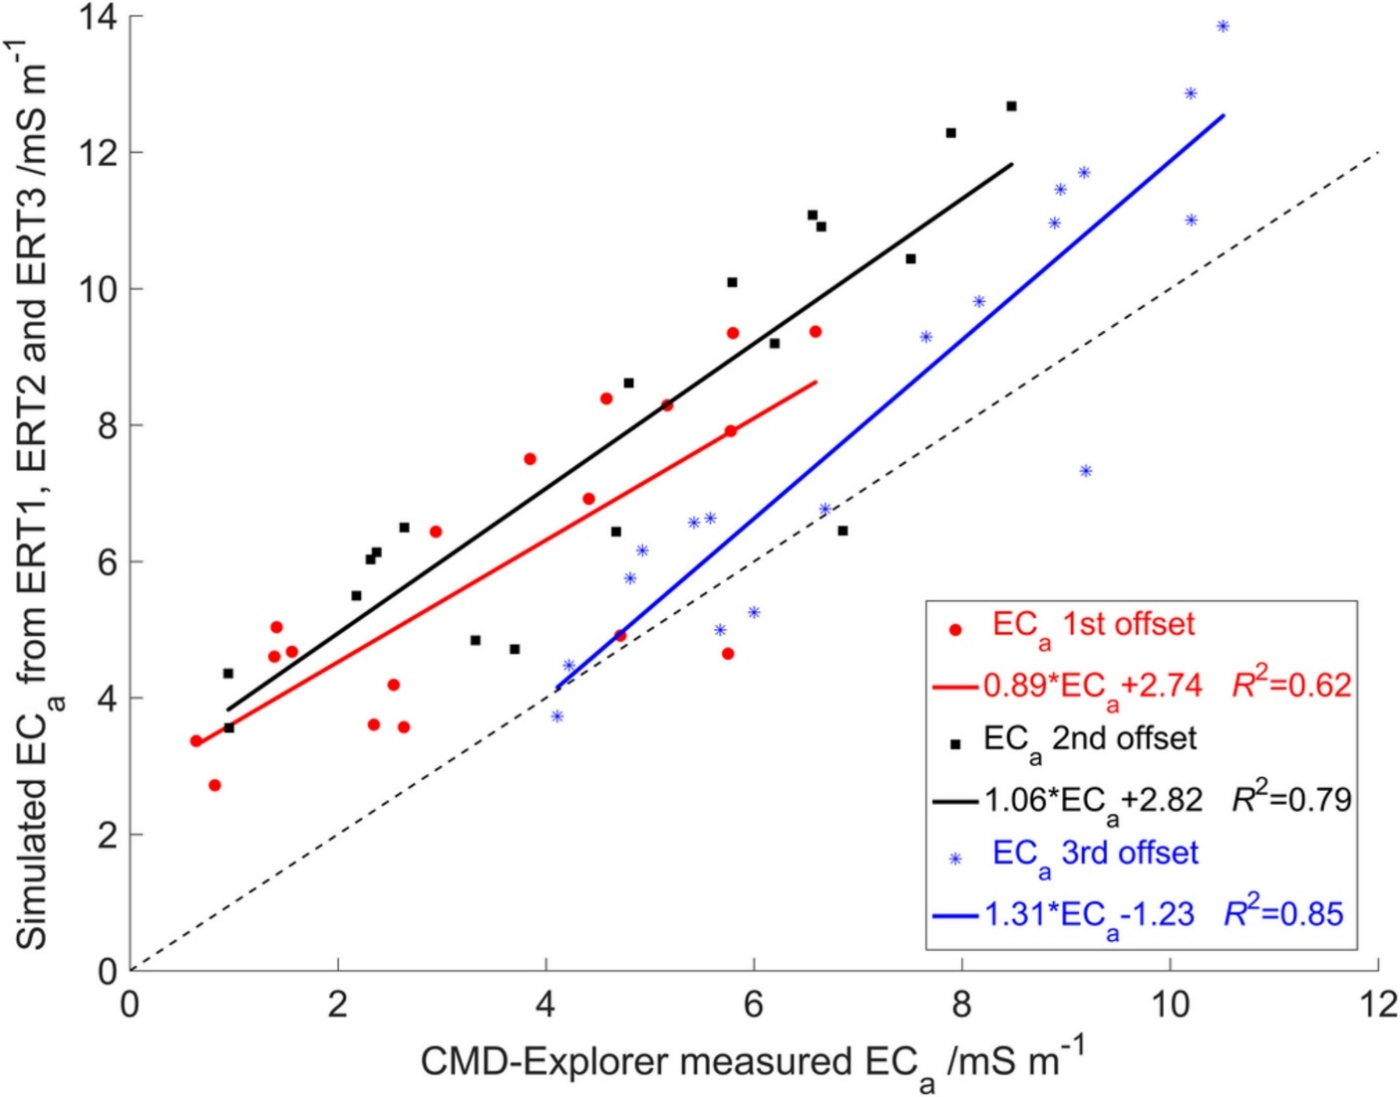 Simulated ECa from ERT1, ERT2 and ERT3 /mS m-1
14
12
10
8
6
4
2
0
0 2 4 6 8 10 12
CMD-Explorer measured ECa /mS m-1
ECa 1st offset
0.89*ECa+2.74 R2=0.62
ECa 2nd offset
1.06*ECa+2.82 R2=0.79
ECa 3rd offset
1.31*ECa-1.23 R2=0.85